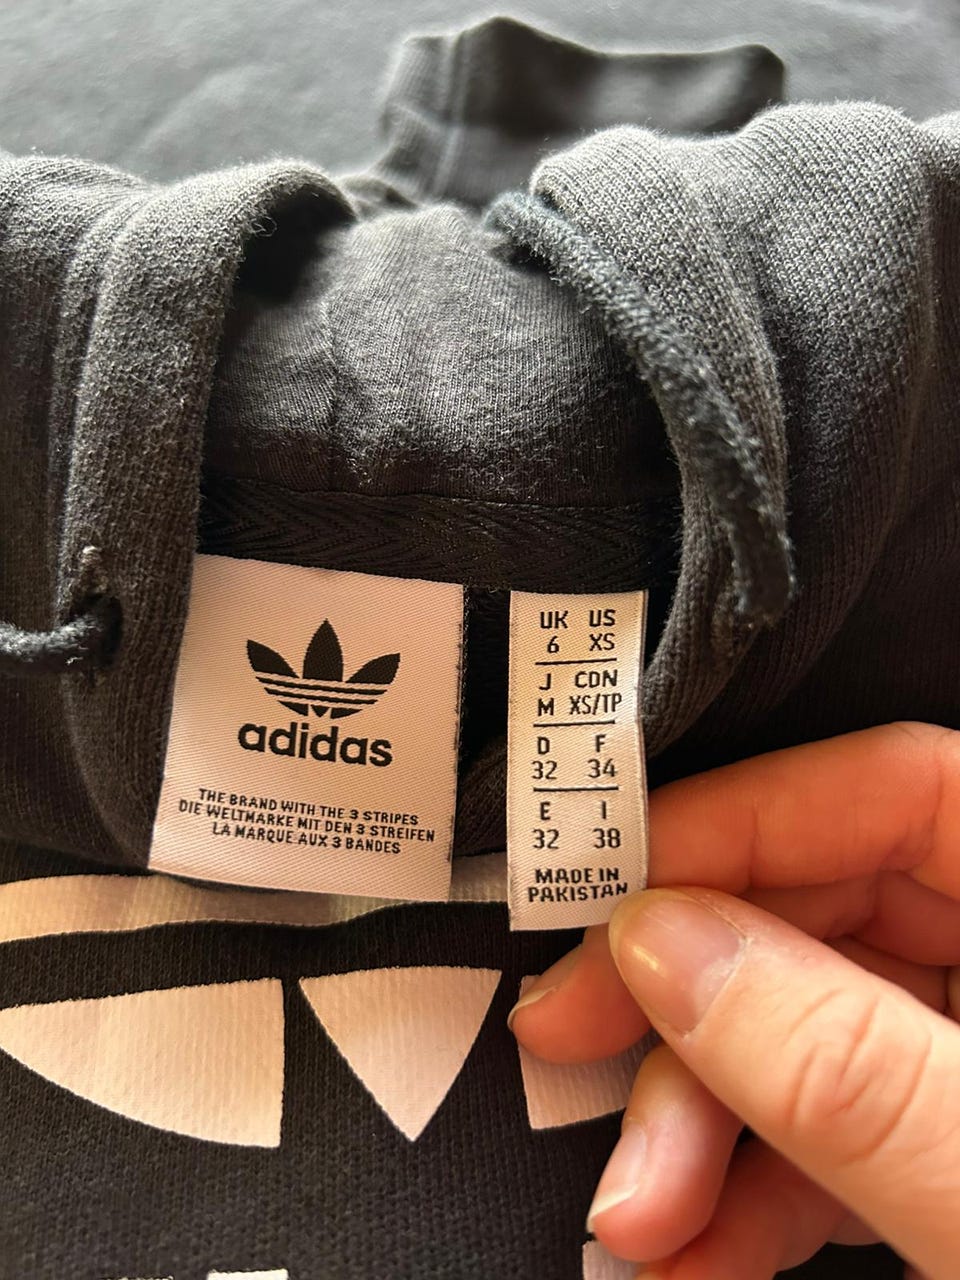 adidas
THE BRAND WITH THE 3 STRIPES
DIE WELTMARKE MIT DEN 3 STREIFEN
LA MARQUE AUX 3 BANDES
UK US
6 XS
J CDN
M XS/TP
D F
32 34
E I
32 38
MADE IN
PAKISTAN